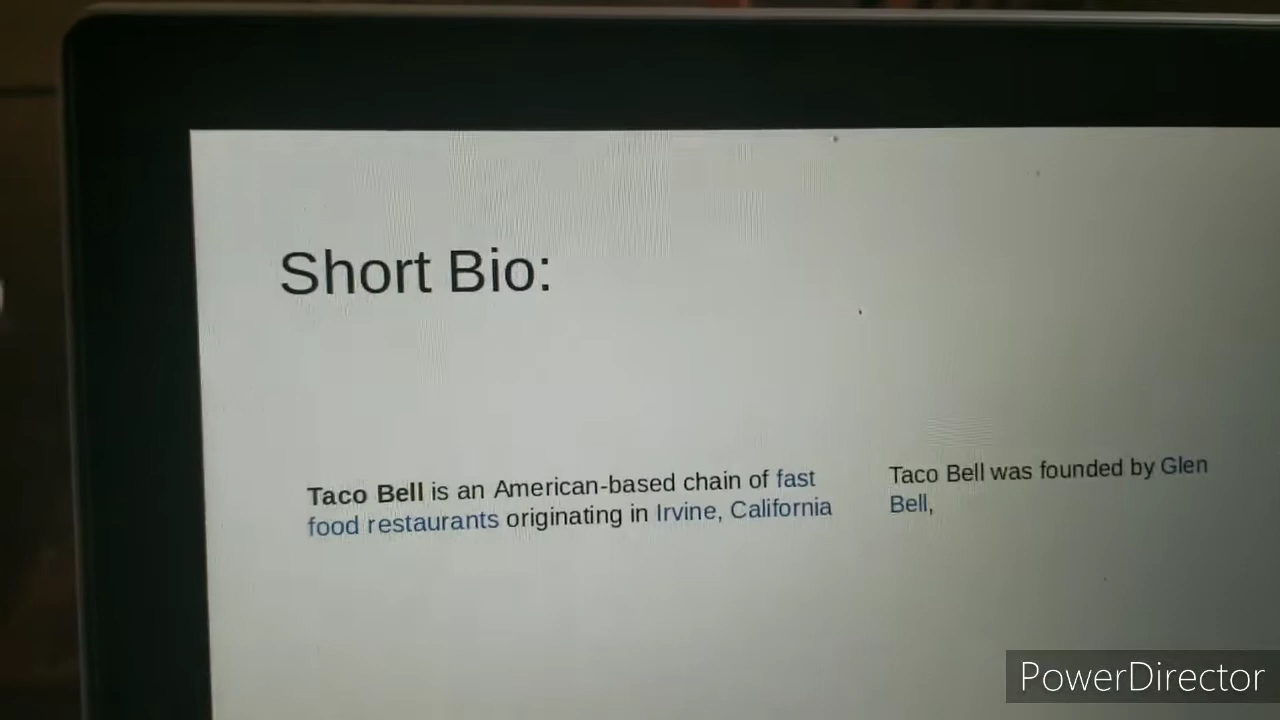 Short Bio:
Taco Bell is an American-based chain of fast
food restaurants originating in Irvine, California
Taco Bell was founded by Glen
Bell,
PowerDirector